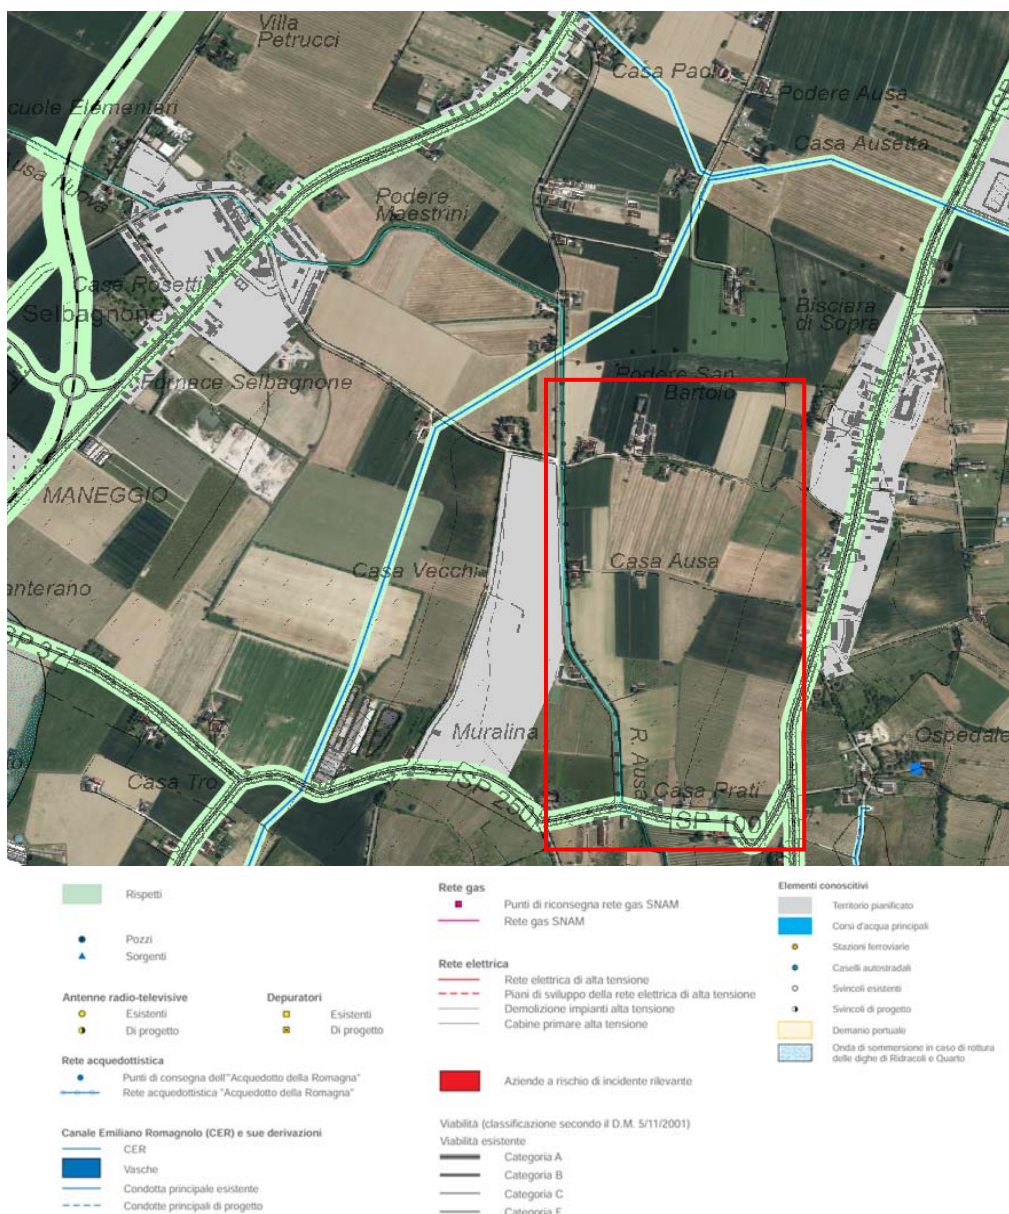 Villa
Petrucci
Casa Paolo
Podere Ausa
cuole Elementari
Casa Ausetta
usa Nuova
Podere
Maestrini
Casa Rosetti
Selbagnone
Bisciara
di Sopra
Fornace Selbagnone
Podere San
Bartolo
MANEGGIO
Casa Vecchi
Casa Ausa
anterano
SP 37
Muralina
R. Ausa
Ospedale
Casa Tro
SP 250
Casa Prati
SP 100
Rispetti
Pozzi
Sorgenti
Antenne radio-televisive
Esistenti
Di progetto
Depuratori
Esistenti
Di progetto
Rete acquedottistica
Punti di consegna dell'"Acquedotto della Romagna"
Rete acquedottistica "Acquedotto della Romagna"
Canale Emiliano Romagnolo (CER) e sue derivazioni
CER
Vasche
Condotta principale esistente
Condotte principali di progetto
Rete gas
Punti di riconsegna rete gas SNAM
Rete gas SNAM
Rete elettrica
Rete elettrica di alta tensione
Piani di sviluppo della rete elettrica di alta tensione
Demolizione impianti alta tensione
Cabine primare alta tensione
Aziende a rischio di incidente rilevante
Viabilità (classificazione secondo il D.M. 5/11/2001)
Viabilità esistente
Categoria A
Categoria B
Categoria C
Categoria F
Elementi conoscitivi
Territorio pianificato
Corsi d'acqua principali
Stazioni ferroviarie
Caselli autostradali
Svincoli esistenti
Svincoli di progetto
Demanio portuale
Onda di sommersione in caso di rottura
delle dighe di Ridracoli e Quarto